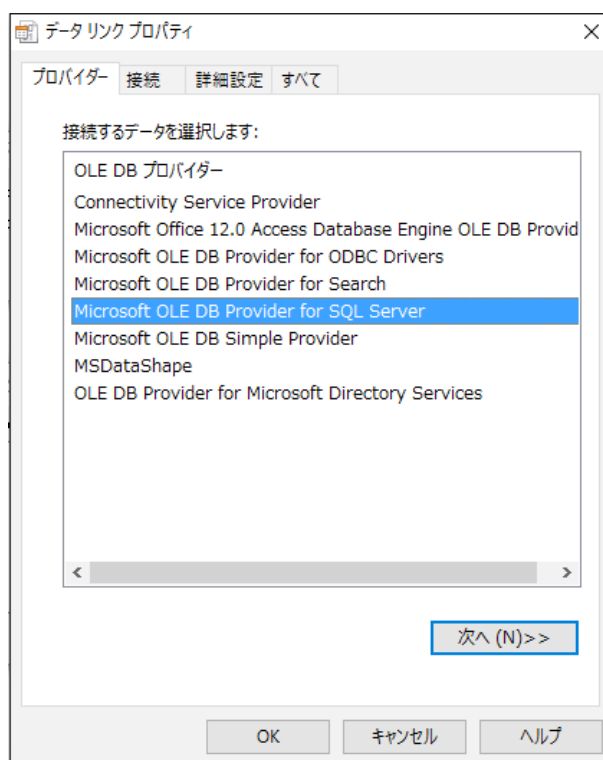 データ リンク プロパティ
プロバイダー 接続 詳細設定 すべて
接続するデータを選択します:
OLE DB プロバイダー
Connectivity Service Provider
Microsoft Office 12.0 Access Database Engine OLE DB Provid
Microsoft OLE DB Provider for ODBC Drivers
Microsoft OLE DB Provider for Search
Microsoft OLE DB Provider for SQL Server
Microsoft OLE DB Simple Provider
MSDataShape
OLE DB Provider for Microsoft Directory Services
次へ (N)>>
OK キャンセル ヘルプ